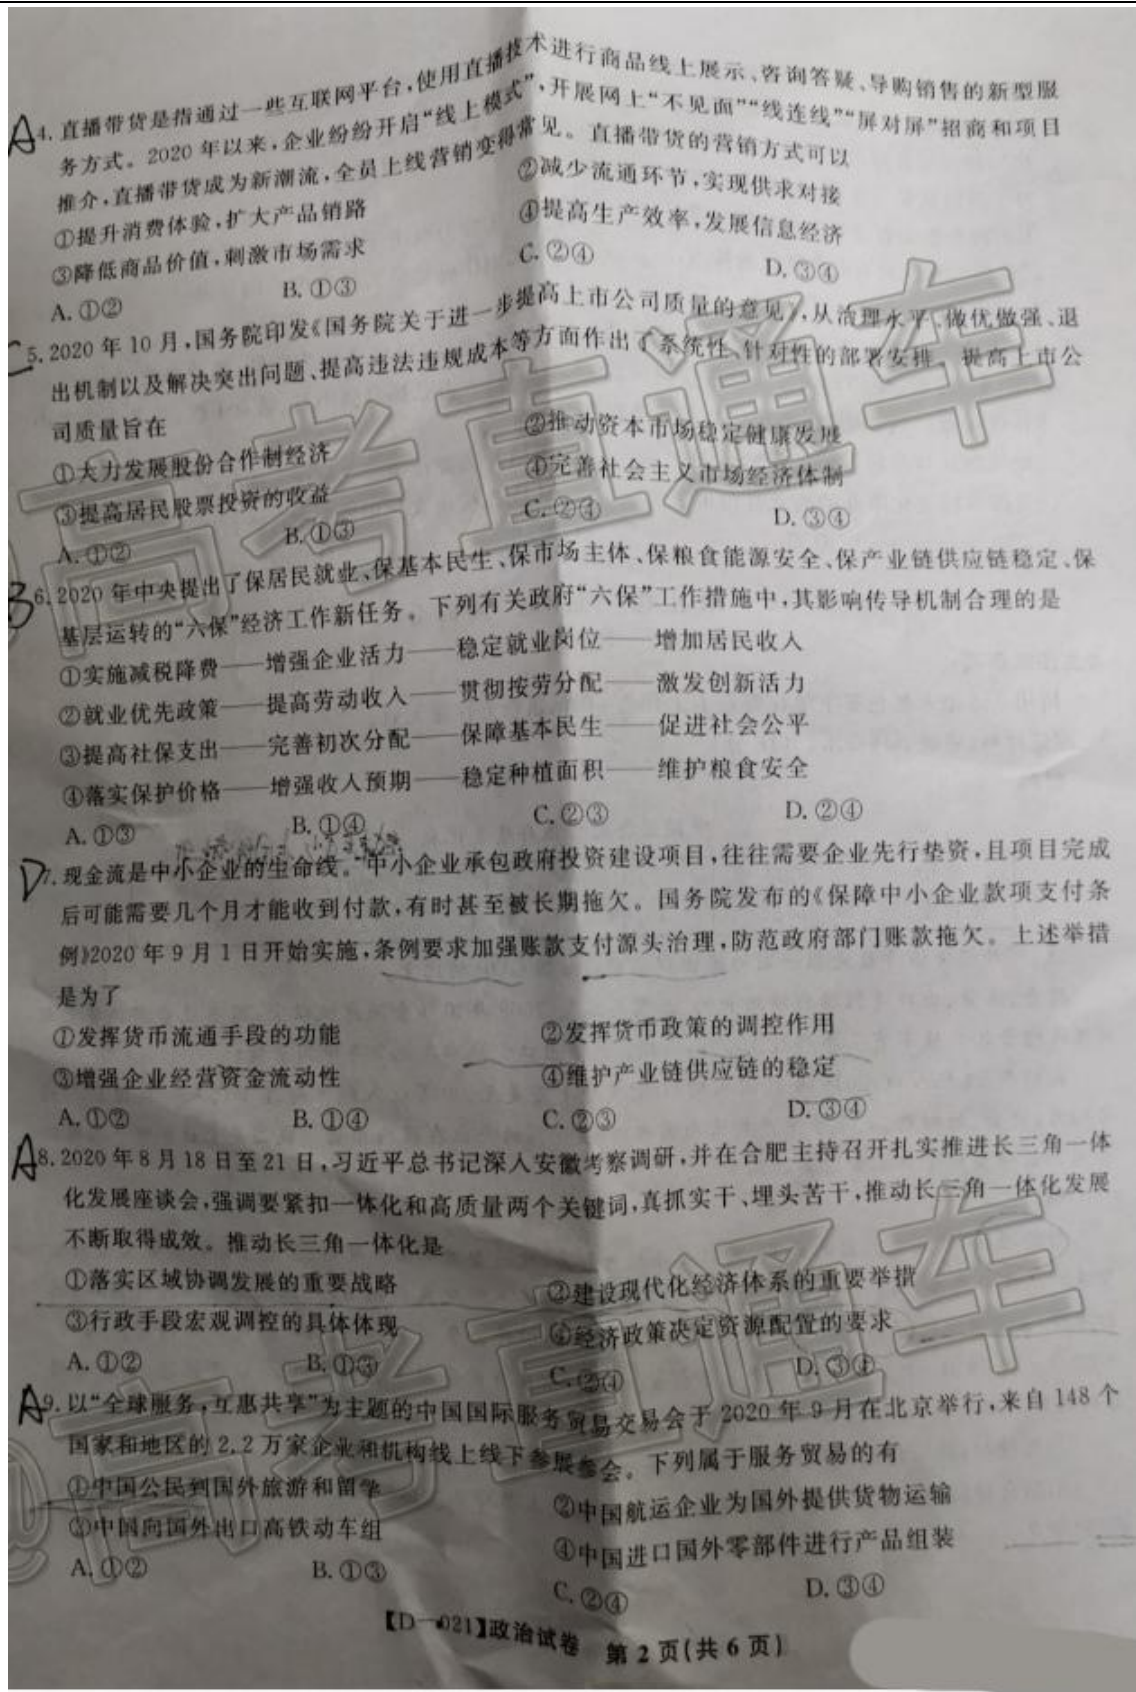 A4. 直播带货是指通过一些互联网平台,使用直播技术进行商品线上展示、咨询答疑、导购销售的新型服
务方式。2020年以来,企业纷纷开启“线上模式”,开展网上“不见面”“线连线”“屏对屏”招商和项目
推介,直播带货成为新潮流,全员上线营销变得常见。直播带货的营销方式可以
①提升消费体验,扩大产品销路 ②减少流通环节,实现供求对接
③降低商品价值,刺激市场需求 ④提高生产效率,发展信息经济
A. ①② B. ①③ C. ②④ D. ③④
C5. 2020年10月,国务院印发《国务院关于进一步提高上市公司质量的意见》,从治理水平、做优做强、退
出机制以及解决突出问题、提高违法违规成本等方面作出了系统性、针对性的部署安排。提高上市公
司质量旨在
①大力发展股份合作制经济 ②推动资本市场稳定健康发展
③提高居民股票投资的收益 ④完善社会主义市场经济体制
A. ①② B. ①③ C. ②④ D. ③④
B6. 2020年中央提出了保居民就业、保基本民生、保市场主体、保粮食能源安全、保产业链供应链稳定、保
基层运转的“六保”经济工作新任务。下列有关政府“六保”工作措施中,其影响传导机制合理的是
①实施减税降费——增强企业活力——稳定就业岗位——增加居民收入
②就业优先政策——提高劳动收入——贯彻按劳分配——激发创新活力
③提高社保支出——完善初次分配——保障基本民生——促进社会公平
④落实保护价格——增强收入预期——稳定种植面积——维护粮食安全
A. ①③ B. ①④ C. ②③ D. ②④
D7. 现金流是中小企业的生命线。中小企业承包政府投资建设项目,往往需要企业先行垫资,且项目完成
后可能需要几个月才能收到付款,有时甚至被长期拖欠。国务院发布的《保障中小企业款项支付条
例》2020年9月1日开始实施,条例要求加强账款支付源头治理,防范政府部门账款拖欠。上述举措
是为了
①发挥货币流通手段的功能 ②发挥货币政策的调控作用
③增强企业经营资金流动性 ④维护产业链供应链的稳定
A. ①② B. ①④ C. ②③ D. ③④
A8. 2020年8月18日至21日,习近平总书记深入安徽考察调研,并在合肥主持召开扎实推进长三角一体
化发展座谈会,强调要紧扣一体化和高质量两个关键词,真抓实干、埋头苦干,推动长三角一体化发展
不断取得成效。推动长三角一体化是
①落实区域协调发展的重要战略 ②建设现代化经济体系的重要举措
③行政手段宏观调控的具体体现 ④经济政策决定资源配置的要求
A. ①② B. ①③ C. ②④ D. ③④
A9. 以“全球服务,互惠共享”为主题的中国国际服务贸易交易会于2020年9月在北京举行,来自148个
国家和地区的2.2万家企业和机构线上线下参展参会。下列属于服务贸易的有
①中国公民到国外旅游和留学 ②中国航运企业为国外提供货物运输
③中国向国外出口高铁动车组 ④中国进口国外零部件进行产品组装
A. ①② B. ①③ C. ②④ D. ③④
【D—021】政治试卷 第2页(共6页)
@高考直通车
@高考直通车